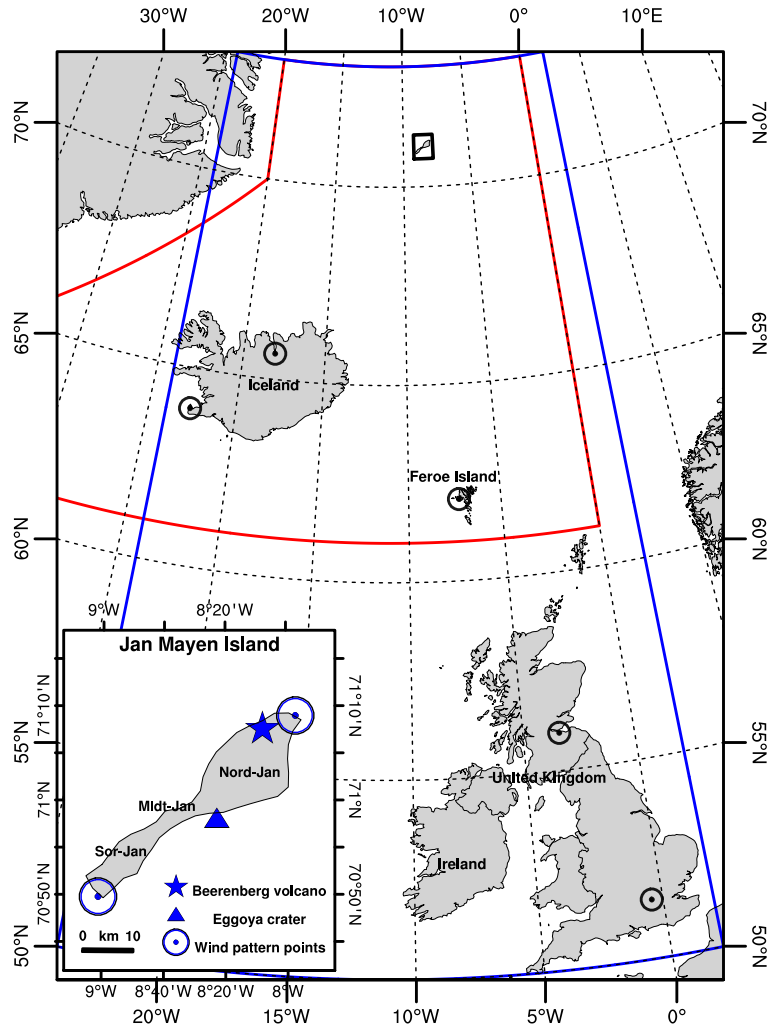 30°W 20°W 10°W 0° 10°E
70°N 70°N
65°N 65°N
Iceland
Feroe Island
60°N 60°N
9°W 8°20'W
Jan Mayen Island
71°10'N 71°10'N
55°N 55°N
Nord-Jan
United Kingdom
MIdt-Jan
71°N 71°N
Sor-Jan
Ireland
70°50'N 70°50'N
Beerenberg volcano
Eggoya crater
0 km 10
Wind pattern points
50°N 50°N
9°W 8°40'W 8°20'W 8°W
20°W 15°W 10°W 5°W 0°